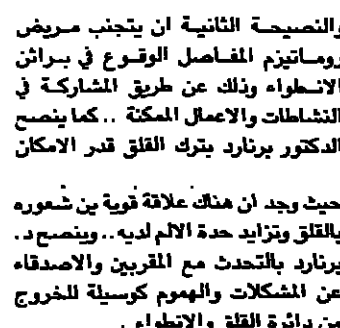 والنصيحة الثانية ان يتجنب مريض
روماتيزم المفاصل الوقوع في براثن
الانطواء وذلك عن طريق المشاركة في
النشاطات والاعمال الممكنة .. كما ينصح
الدكتور برنارد بترك القلق قدر الامكان
حيث وجد ان هناك علاقة قوية بن شعوره
بالقلق وتزايد حدة الالم لديه .. وينصح د.
برنارد بالتحدث مع المقربين والاصدقاء
عن المشكلات والهموم كوسيلة للخروج
من دائرة القلق والانطواء .